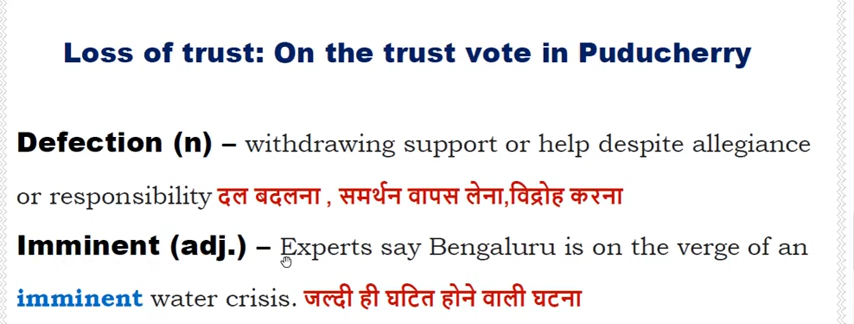 Loss of trust: On the trust vote in Puducherry
Defection (n) – withdrawing support or help despite allegiance
or responsibility दल बदलना , समर्थन वापस लेना,विद्रोह करना
Imminent (adj.) – Experts say Bengaluru is on the verge of an
imminent water crisis. जल्दी ही घटित होने वाली घटना